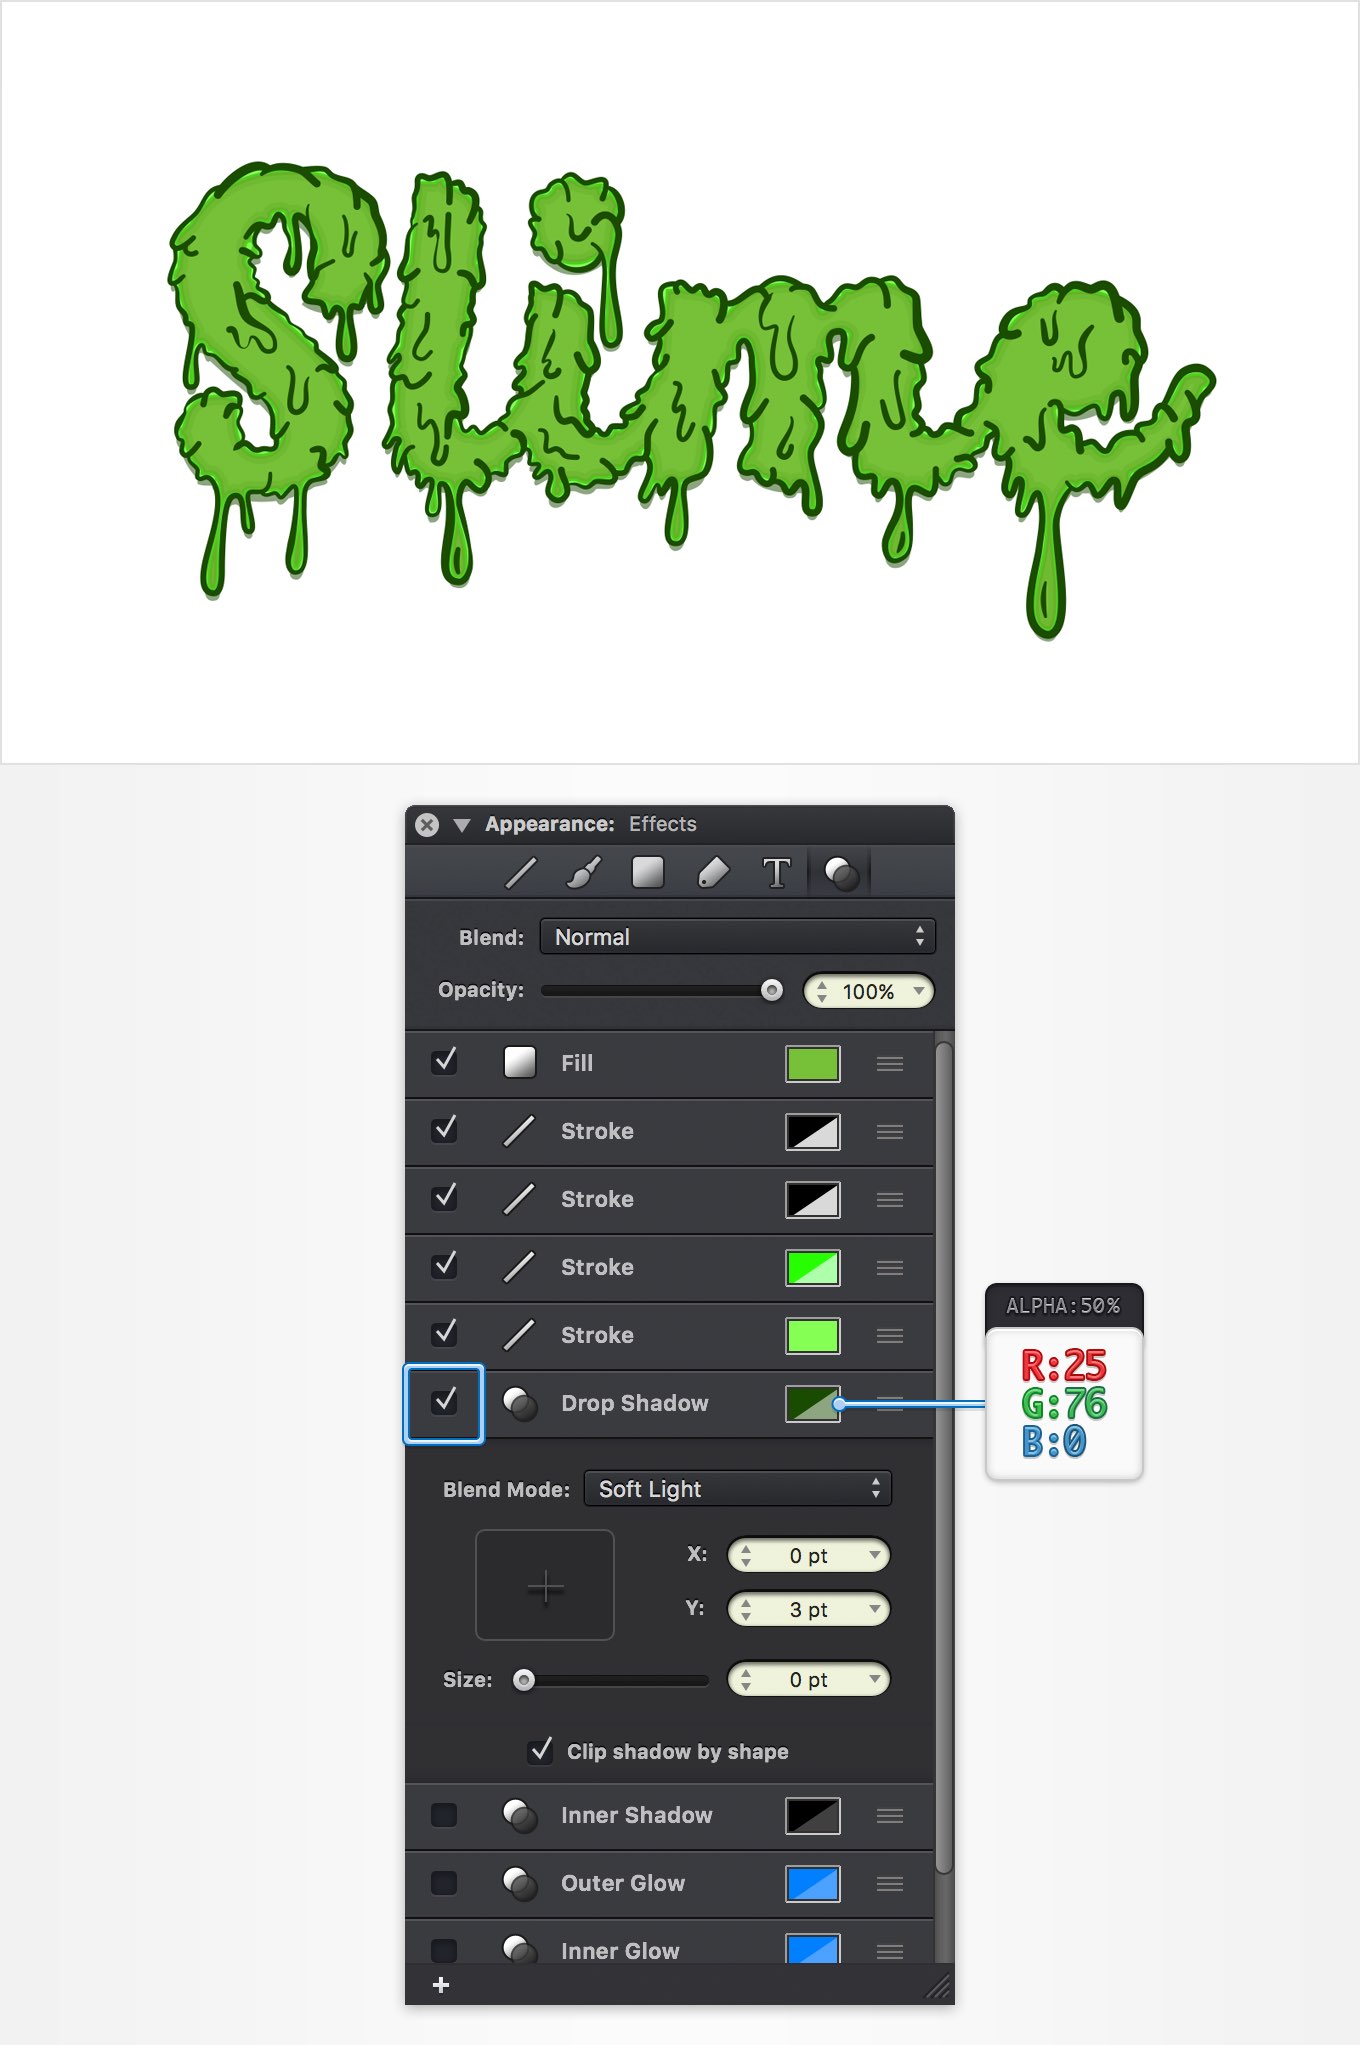 Slime
Appearance: Effects
T
Blend: Normal
Opacity: 100%
Fill
Stroke
Stroke
Stroke
Stroke
Drop Shadow
ALPHA:50%
R:25
G:76
B:0
Blend Mode: Soft Light
X: 0 pt
Y: 3 pt
Size: 0 pt
Clip shadow by shape
Inner Shadow
Outer Glow
Inner Glow